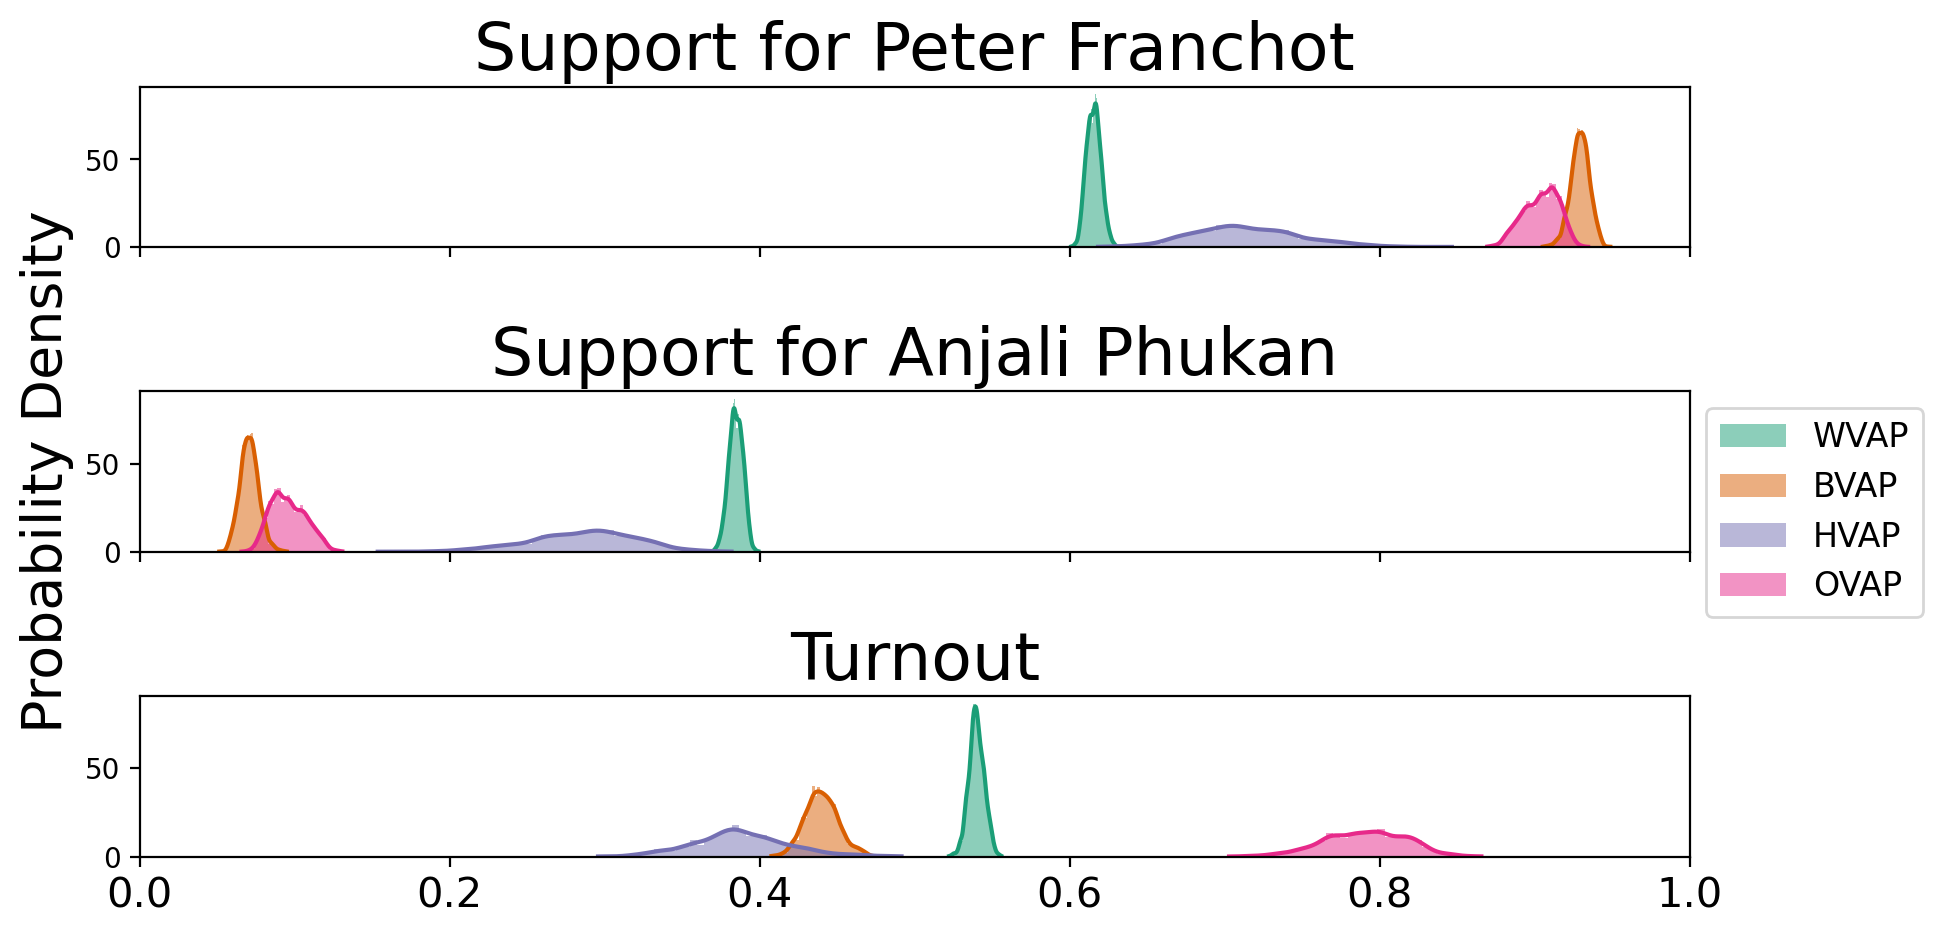 Support for Peter Franchot
50
0
Support for Anjali Phukan
50
0
Turnout
50
0
0.0 0.2 0.4 0.6 0.8 1.0
Probability Density
WVAP
BVAP
HVAP
OVAP